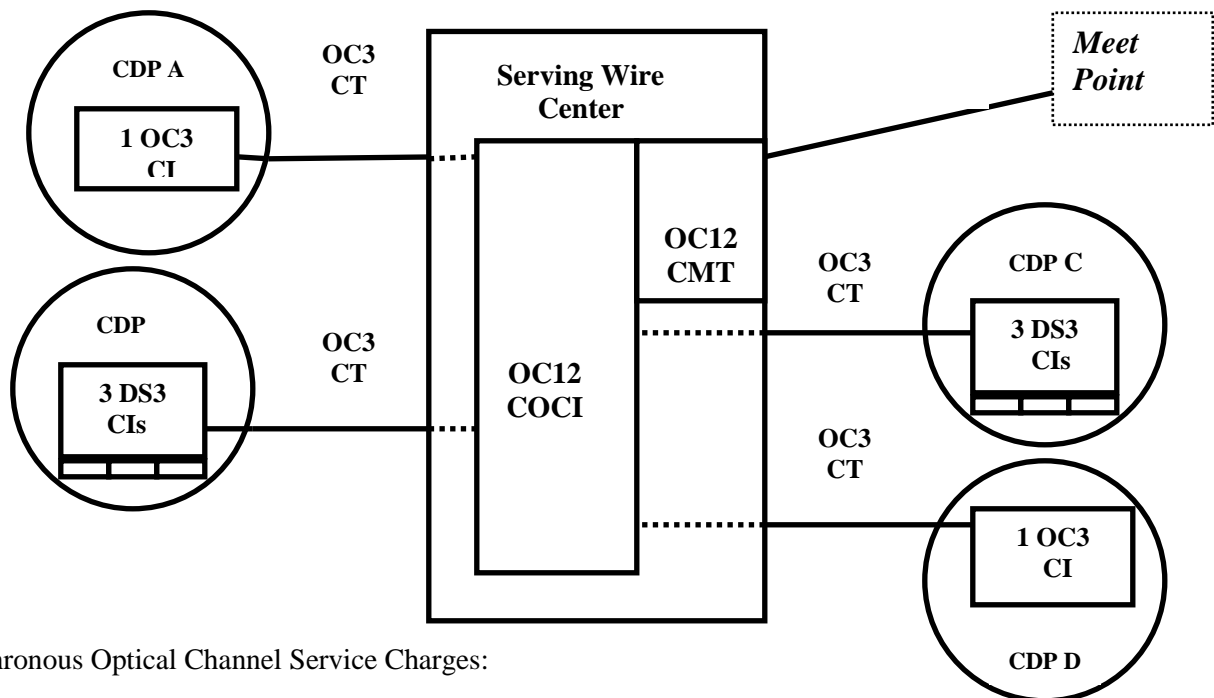 CDP A
1 OC3
CI
OC3
CT
Serving Wire
Center
Meet
Point
OC12
CMT
OC12
COCI
CDP
3 DS3
CIs
OC3
CT
OC3
CT
CDP C
3 DS3
CIs
OC3
CT
1 OC3
CI
CDP D
hronous Optical Channel Service Charges: